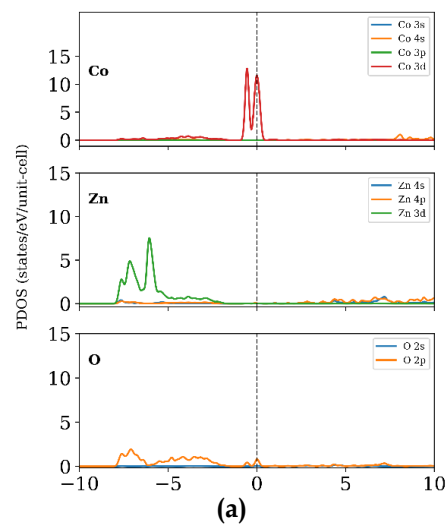 Co
Co 3s
Co 4s
Co 3p
Co 3d
15
10
5
0
PDOS (states/eV/unit-cell)
Zn
Zn 4s
Zn 4p
Zn 3d
15
10
5
0
O
O 2s
O 2p
15
10
5
0
−10 −5 0 5 10
(a)